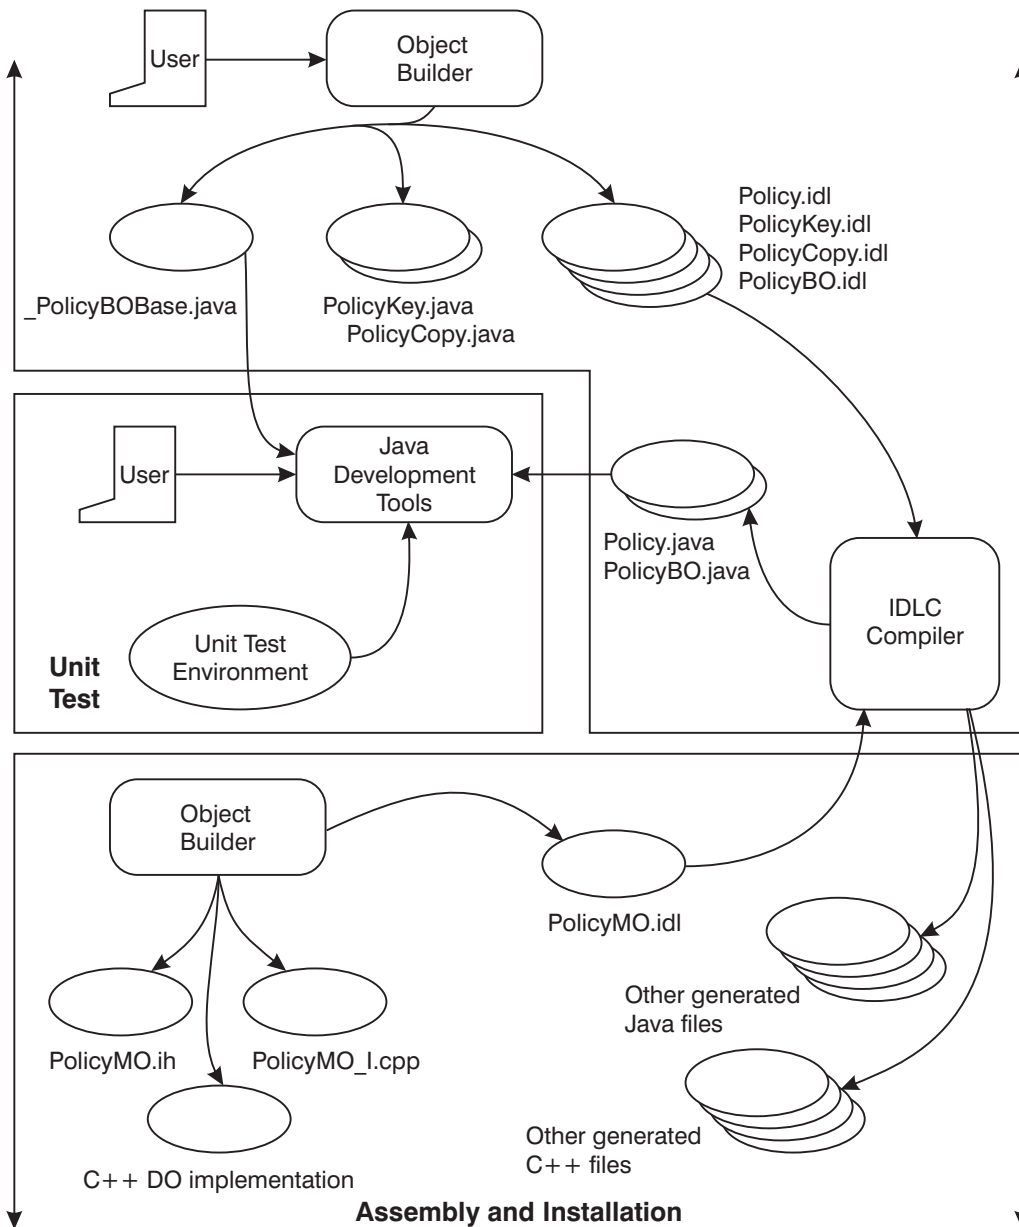 User
Object
Builder
Policy.idl
PolicyKey.idl
PolicyCopy.idl
PolicyBO.idl
_PolicyBOBase.java
PolicyKey.java
PolicyCopy.java
User
Java
Development
Tools
Policy.java
PolicyBO.java
IDLC
Compiler
Unit Test
Environment
Unit
Test
Object
Builder
PolicyMO.idl
Other generated
Java files
PolicyMO.ih
PolicyMO_I.cpp
Other generated
C++ files
C++ DO implementation
Assembly and Installation